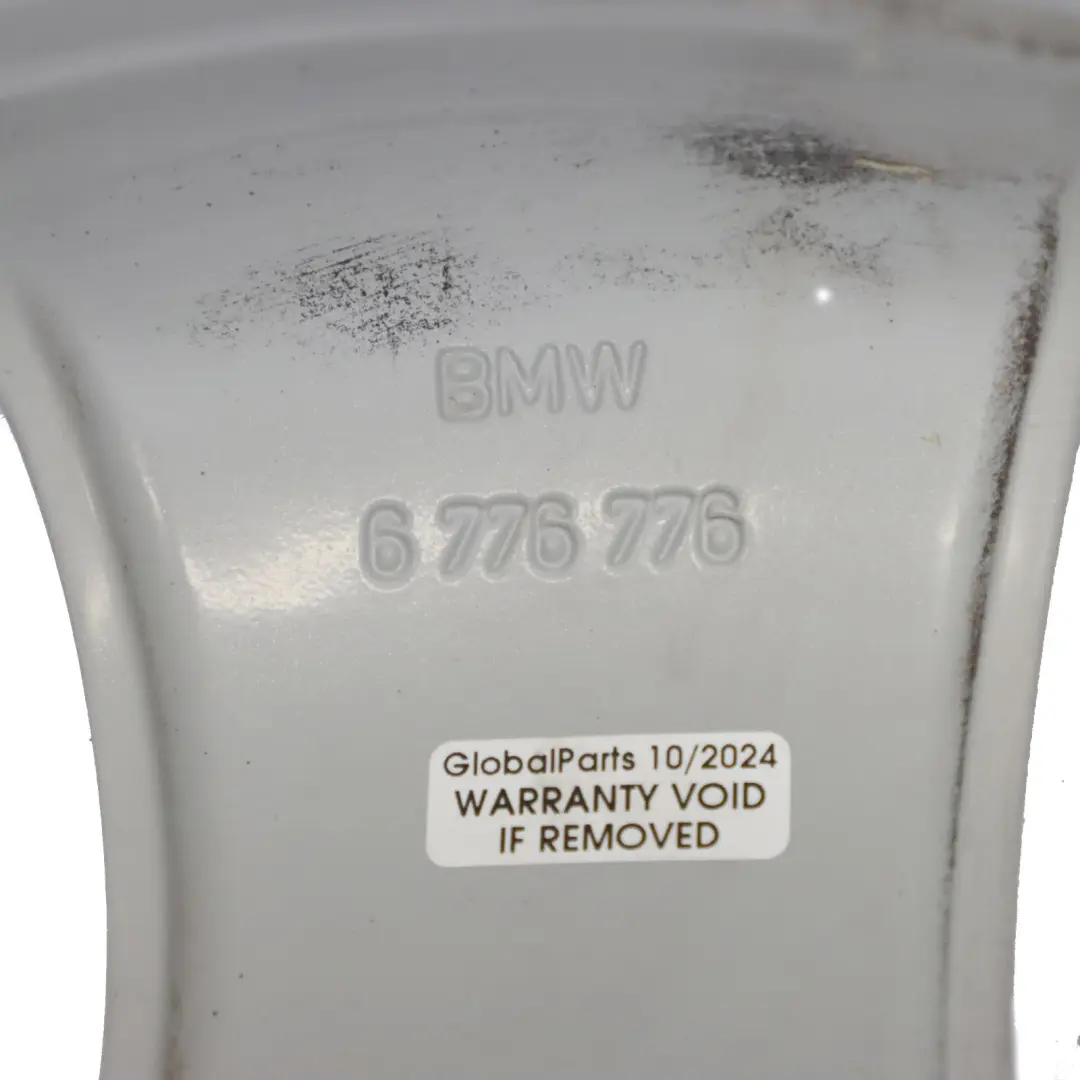 BMW
6 776 776
GlobalParts 10/2024
WARRANTY VOID
IF REMOVED